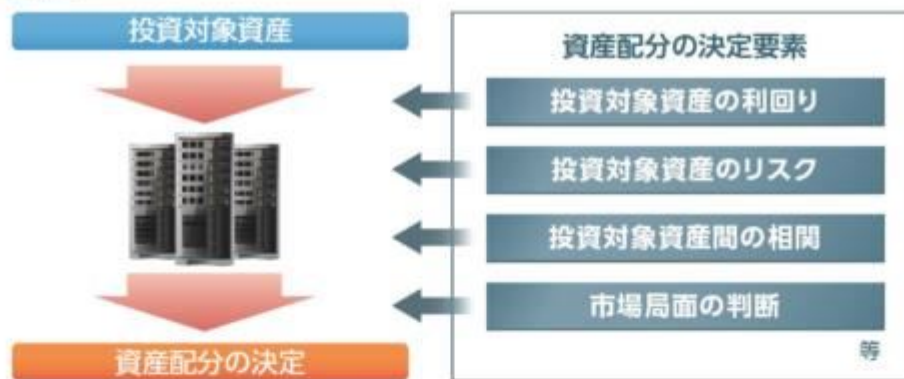 投資対象資産
資産配分の決定要素
投資対象資産の利回り
投資対象資産のリスク
投資対象資産間の相関
市場局面の判断
等
資産配分の決定